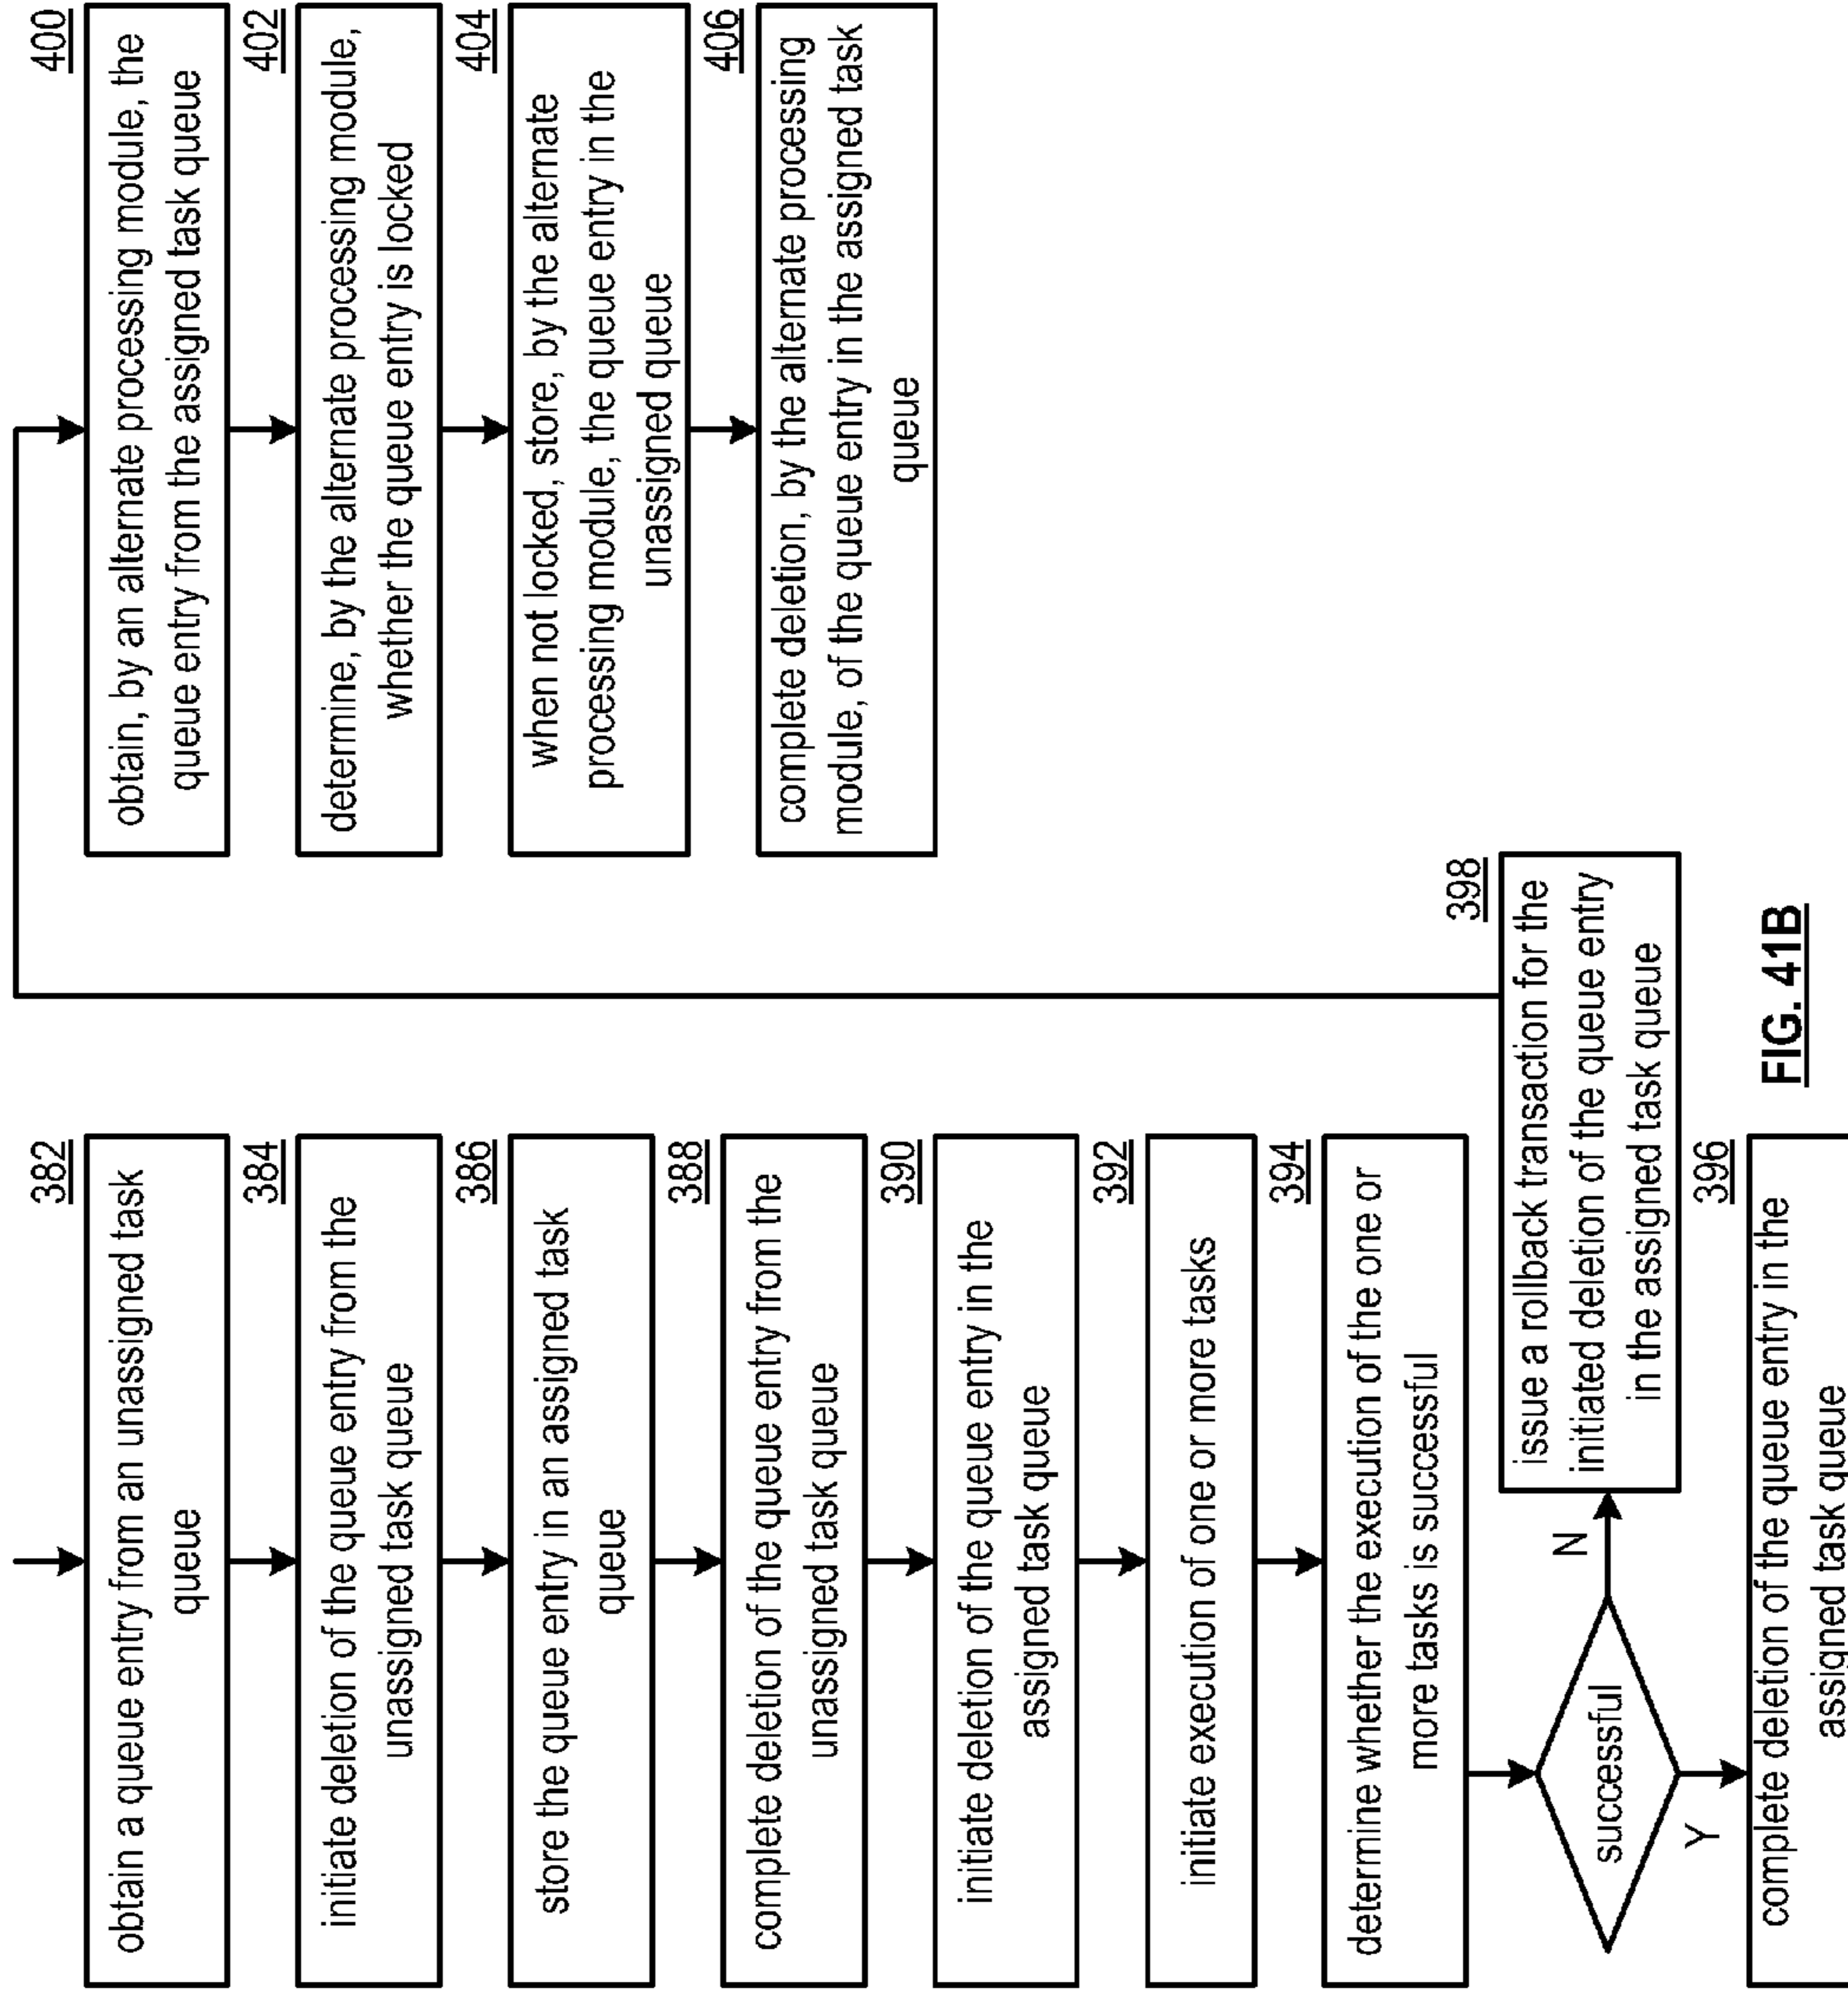 382
obtain a queue entry from an unassigned task
queue
384
initiate deletion of the queue entry from the
unassigned task queue
386
store the queue entry in an assigned task
queue
388
complete deletion of the queue entry from the
unassigned task queue
390
initiate deletion of the queue entry in the
assigned task queue
392
initiate execution of one or more tasks
394
determine whether the execution of the one or
more tasks is successful
successful
Y
N
396
complete deletion of the queue entry in the
assigned task queue
398
issue a rollback transaction for the
initiated deletion of the queue entry
in the assigned task queue
400
obtain, by an alternate processing module, the
queue entry from the assigned task queue
402
determine, by the alternate processing module,
whether the queue entry is locked
404
when not locked, store, by the alternate
processing module, the queue entry in the
unassigned queue
406
complete deletion, by the alternate processing
module, of the queue entry in the assigned task
queue
FIG. 41B